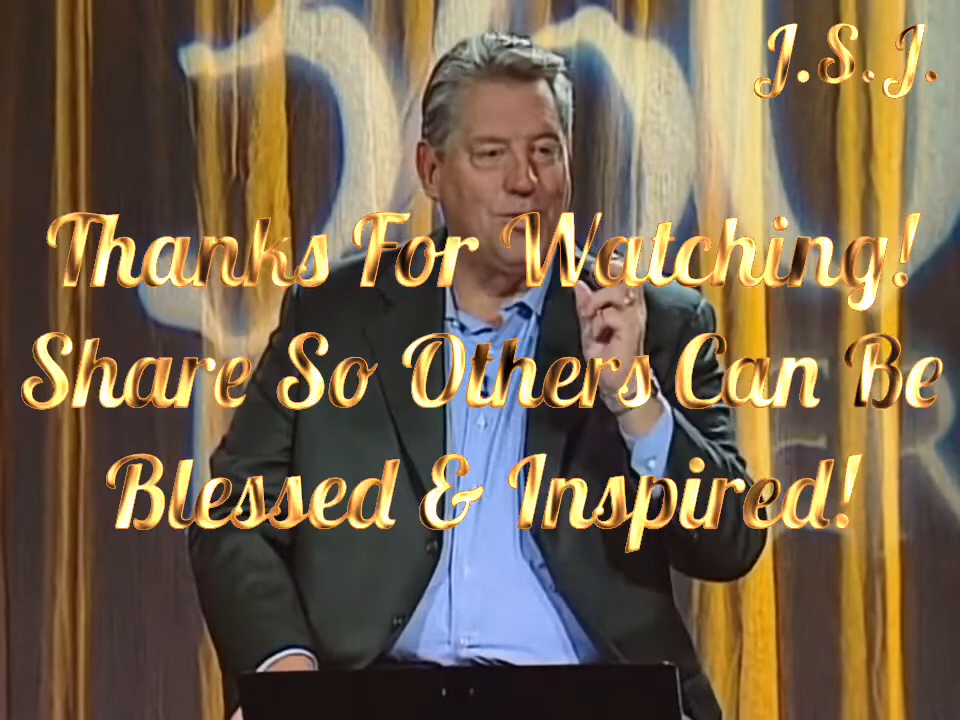 J.S.J.
Thanks For Watching!
Share So Others Can Be
Blessed & Inspired!